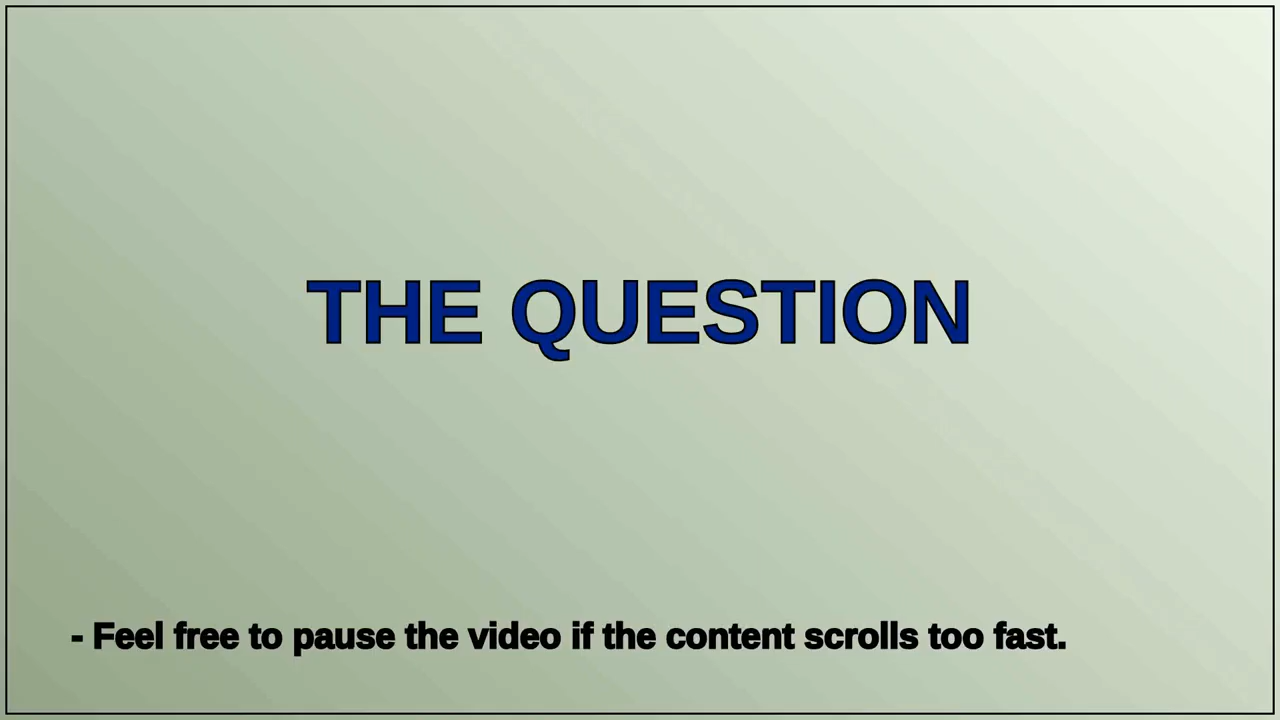 THE QUESTION
- Feel free to pause the video if the content scrolls too fast.